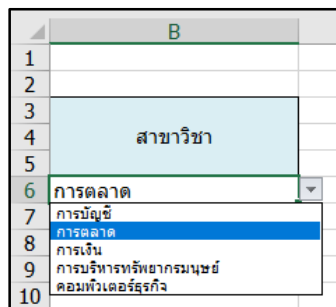 B
1
2
3
4
สาขาวิชา
5
6
การตลาด
7
การบัญชี
การตลาด
8
การเงิน
9
การบริหารทรัพยากรมนุษย์
คอมพิวเตอร์ธุรกิจ
10